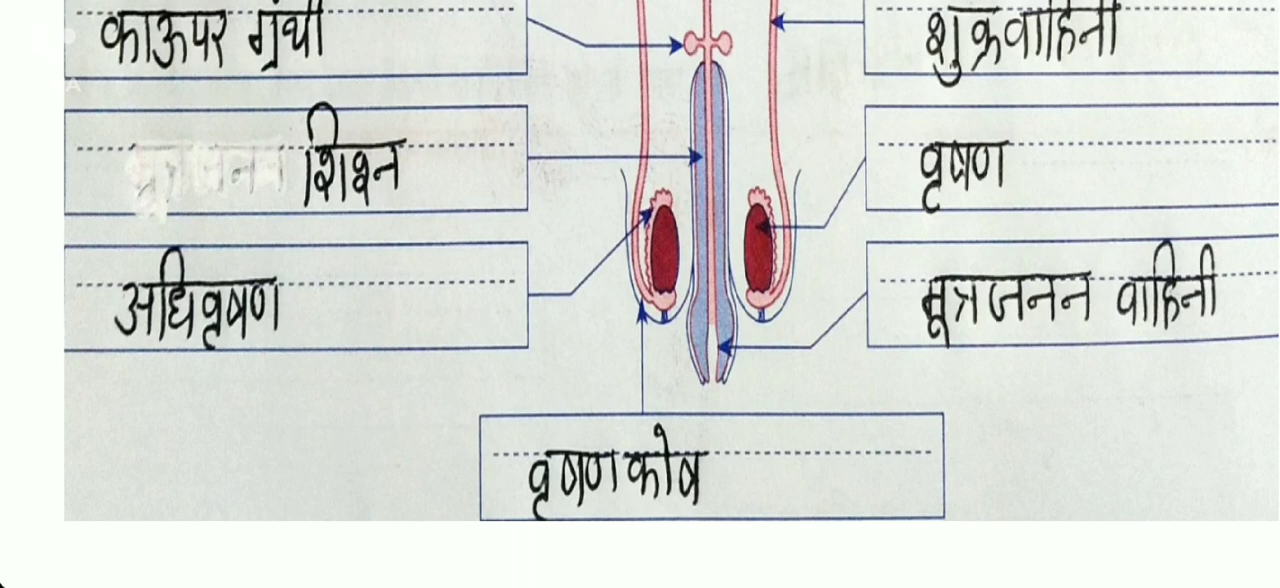 काऊपर ग्रंथी
शुक्रवाहिनी
शिश्न
वृषण
अधिवृषण
मूत्रजनन वाहिनी
वृषणकोष